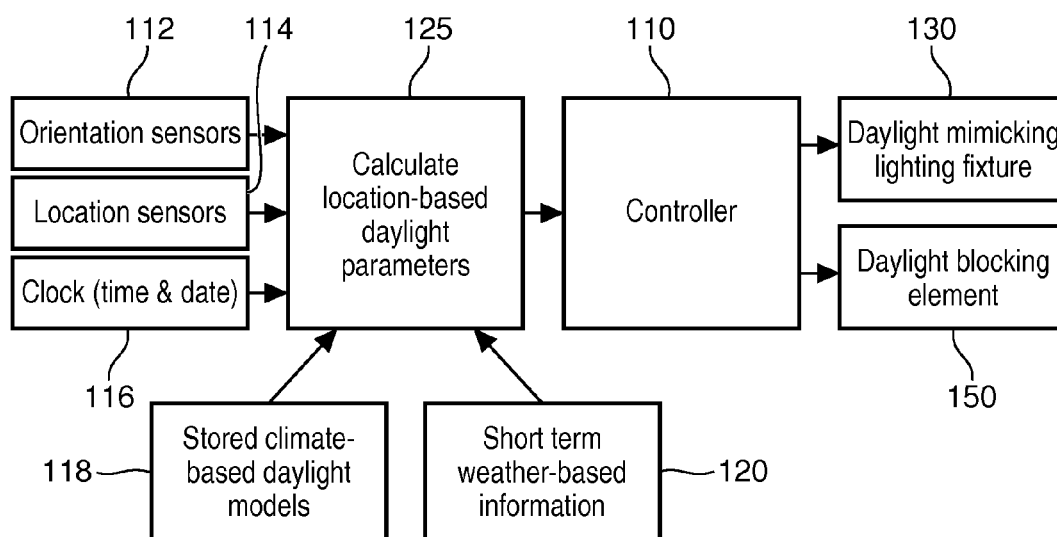 112
114
125
110
130
Orientation sensors
Location sensors
Clock (time & date)
Calculate
location-based
daylight
parameters
Controller
Daylight mimicking
lighting fixture
Daylight blocking
element
116
150
118
Stored climate-
based daylight
models
Short term
weather-based
information
120